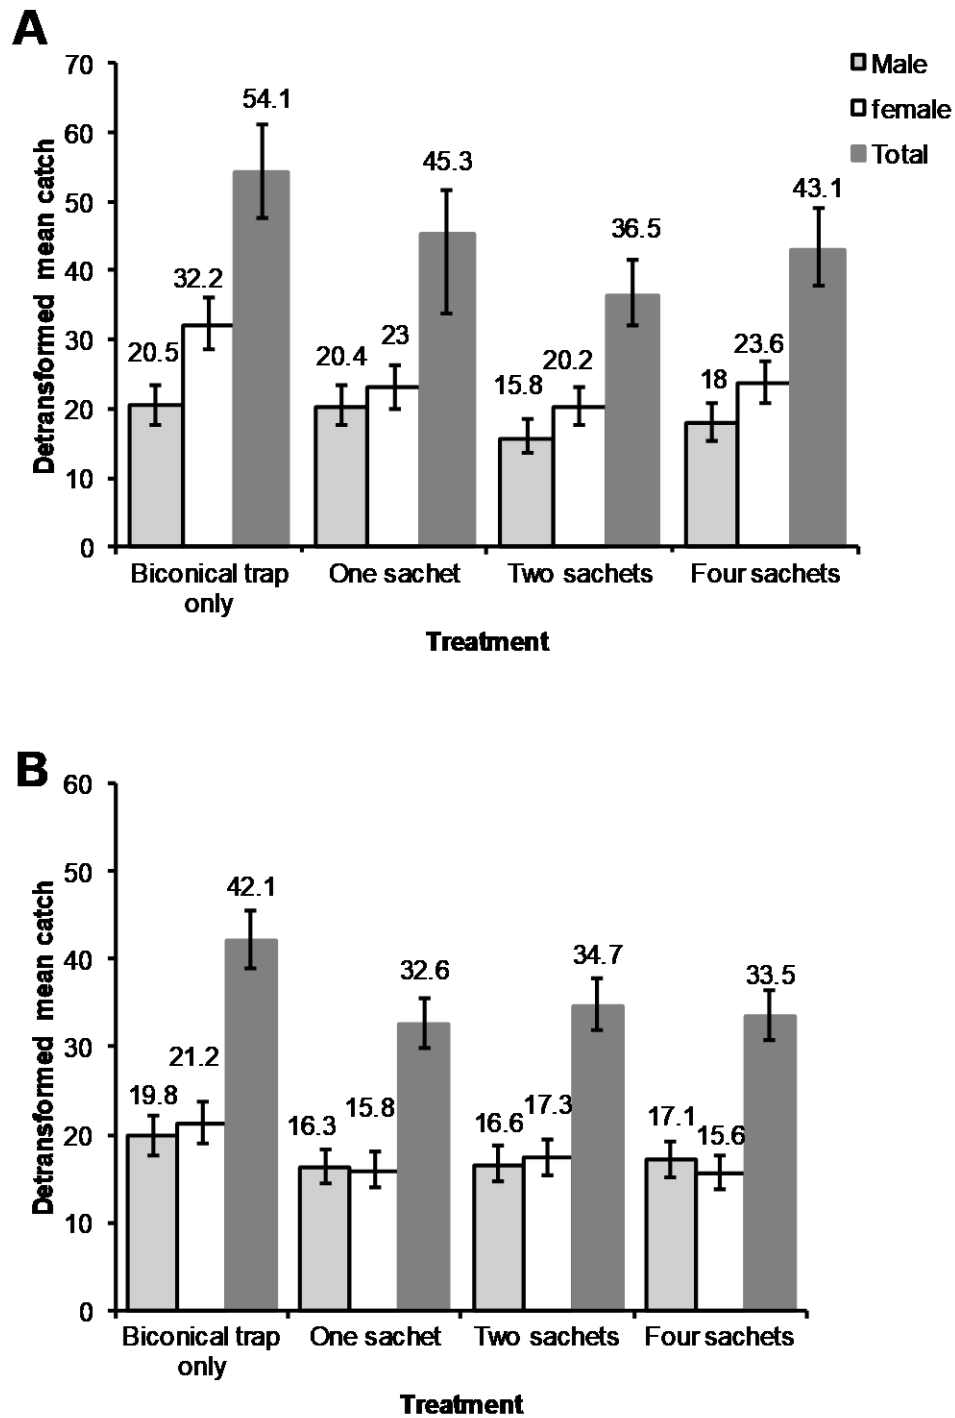 A
Male
female
Total
Detransformed mean catch
70
60
50
40
30
20
10
0
20.5
32.2
54.1
20.4
23
45.3
15.8
20.2
36.5
18
23.6
43.1
Biconical trap
only
One sachet
Two sachets
Four sachets
Treatment
B
Detransformed mean catch
60
50
40
30
20
10
0
19.8
21.2
42.1
16.3
15.8
32.6
16.6
17.3
34.7
17.1
15.6
33.5
Biconical trap
only
One sachet
Two sachets
Four sachets
Treatment